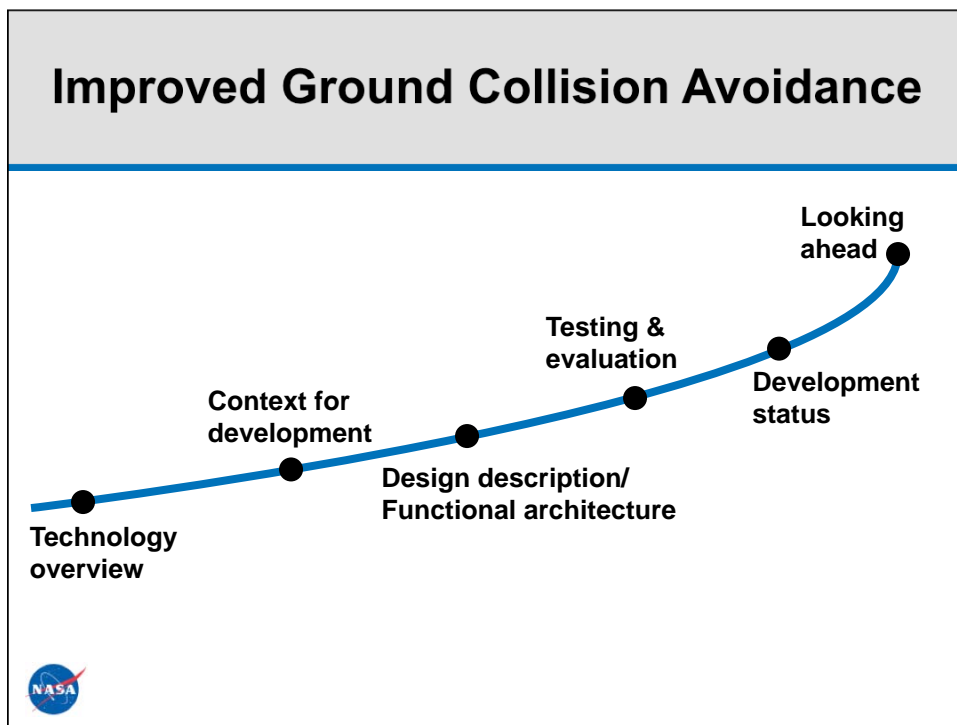 Improved Ground Collision Avoidance
Technology
overview
Context for
development
Design description/
Functional architecture
Testing &
evaluation
Development
status
Looking
ahead
NASA